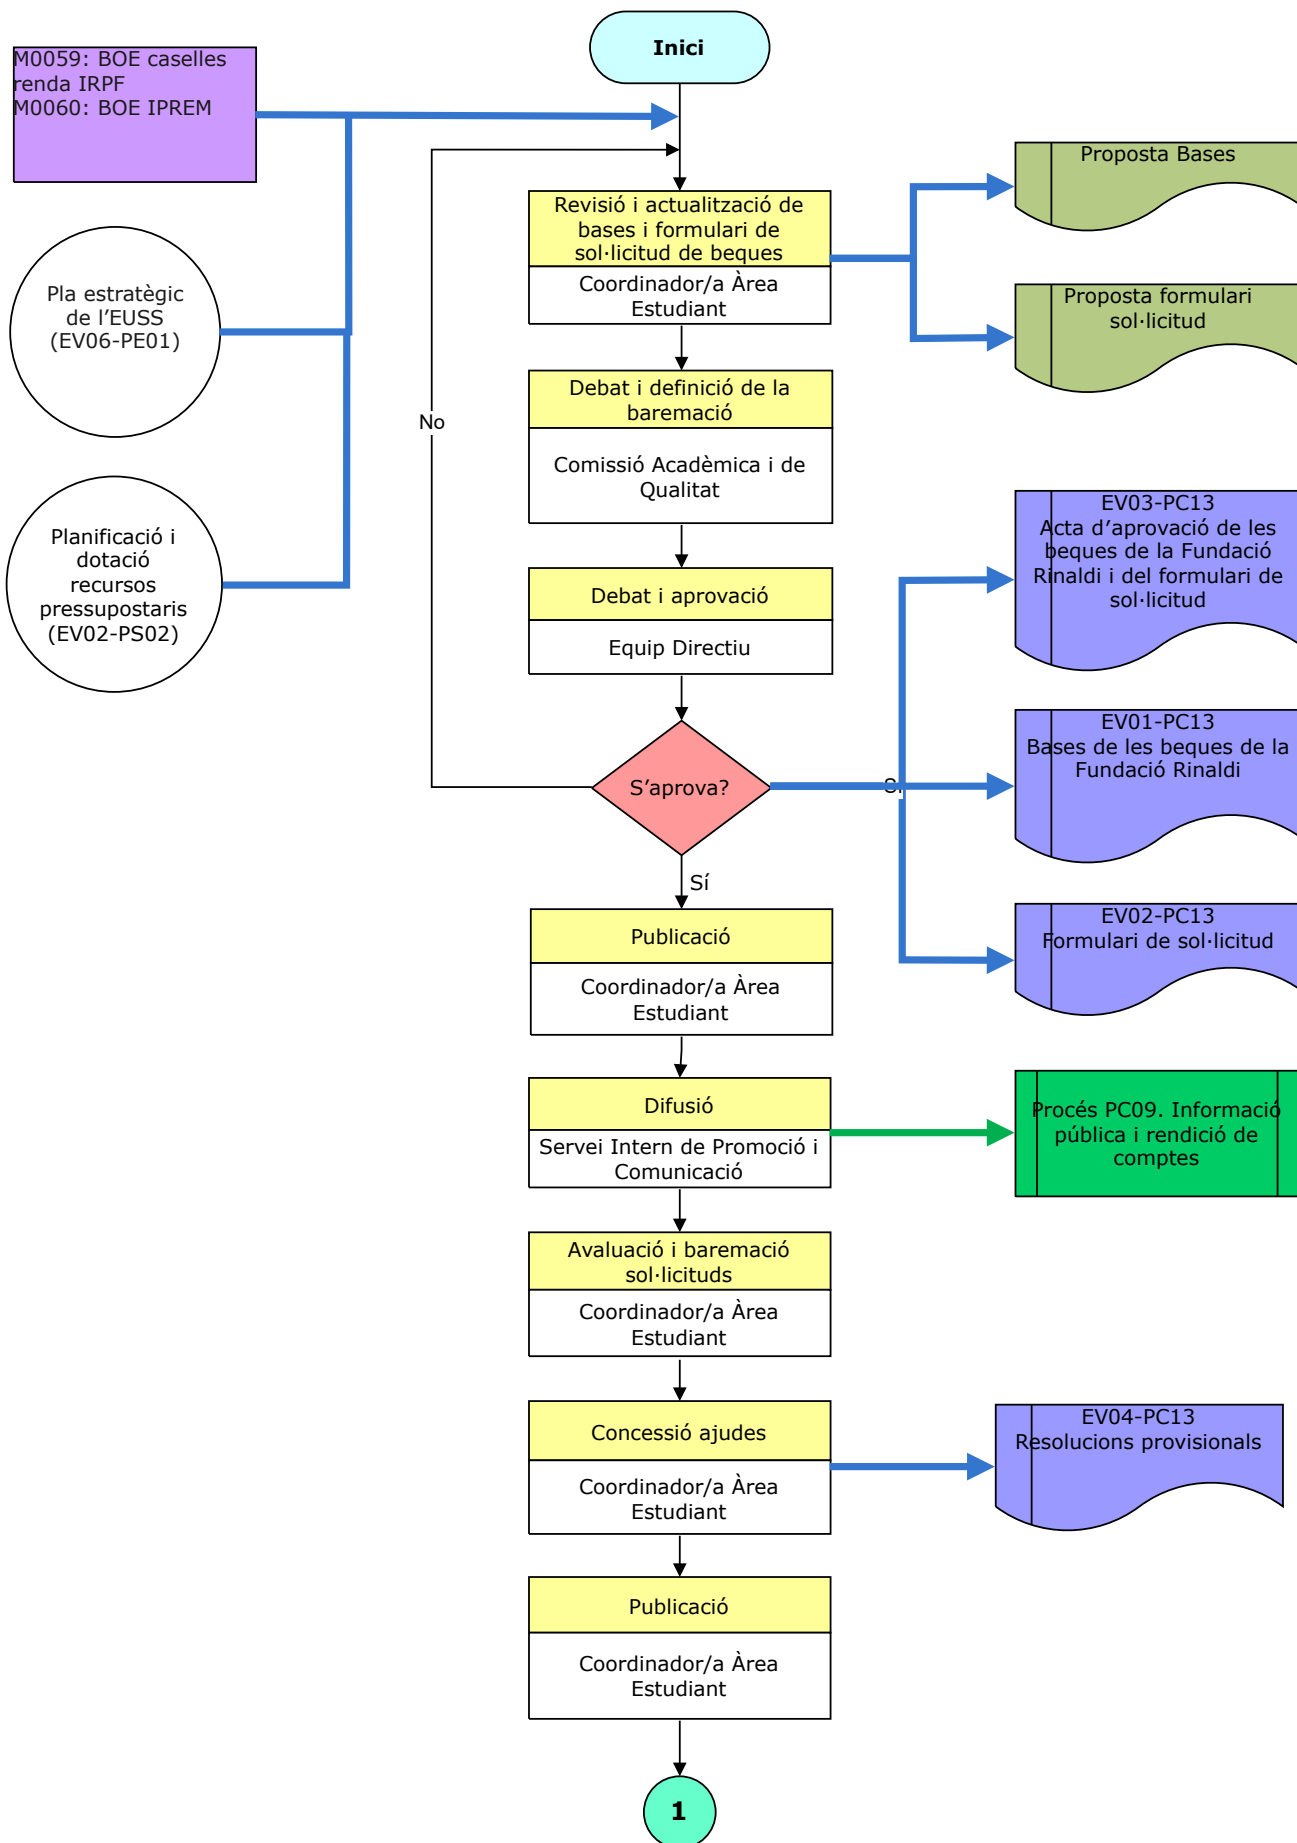 Inici
M0059: BOE caselles
renda IRPF
M0060: BOE IPREM
Pla estratègic
de l’EUSS
(EV06-PE01)
Planificació i
dotació
recursos
pressupostaris
(EV02-PS02)
Revisió i actualització de
bases i formulari de
sol·licitud de beques
Coordinador/a Àrea
Estudiant
Proposta Bases
Proposta formulari
sol·licitud
Debat i definició de la
baremació
Comissió Acadèmica i de
Qualitat
No
Debat i aprovació
Equip Directiu
EV03-PC13
Acta d’aprovació de les
beques de la Fundació
Rinaldi i del formulari de
sol·licitud
S’aprova?
Sí
EV01-PC13
Bases de les beques de la
Fundació Rinaldi
Sí
EV02-PC13
Formulari de sol·licitud
Publicació
Coordinador/a Àrea
Estudiant
Difusió
Servei Intern de Promoció i
Comunicació
Procés PC09. Informació
pública i rendició de
comptes
Avaluació i baremació
sol·licituds
Coordinador/a Àrea
Estudiant
Concessió ajudes
Coordinador/a Àrea
Estudiant
EV04-PC13
Resolucions provisionals
Publicació
Coordinador/a Àrea
Estudiant
1